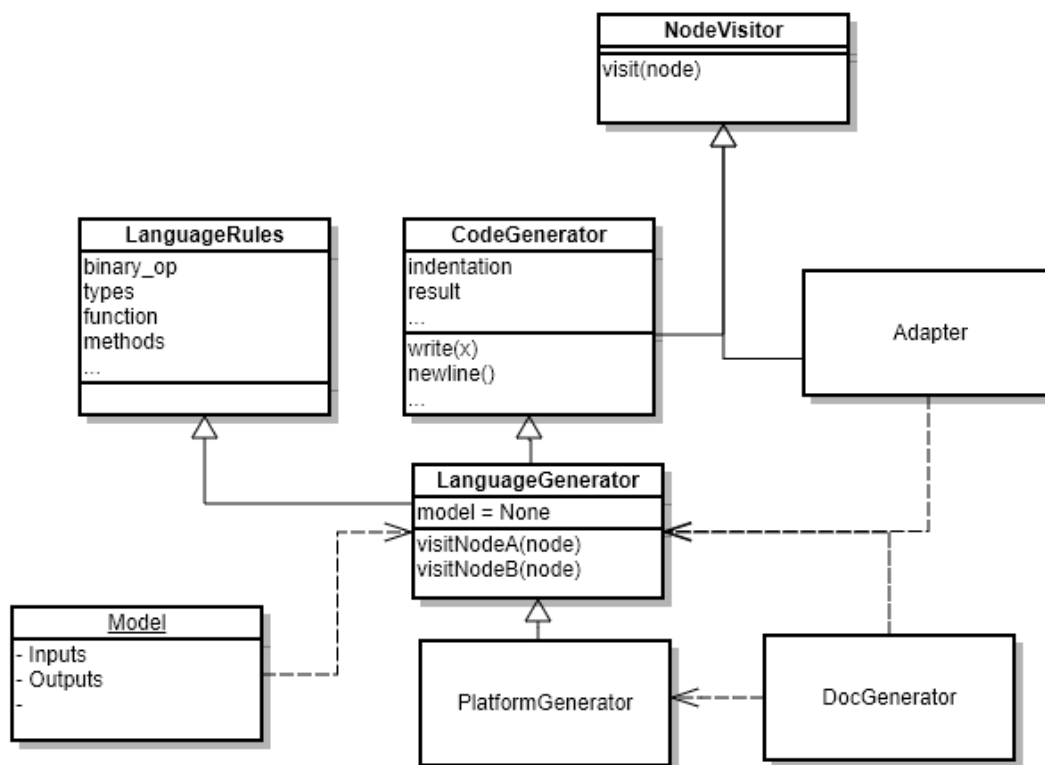 NodeVisitor
visit(node)
LanguageRules
binary_op
types
function
methods
...
CodeGenerator
indentation
result
...
write(x)
newline()
...
Adapter
LanguageGenerator
model = None
visitNodeA(node)
visitNodeB(node)
Model
- Inputs
- Outputs
-
PlatformGenerator
DocGenerator